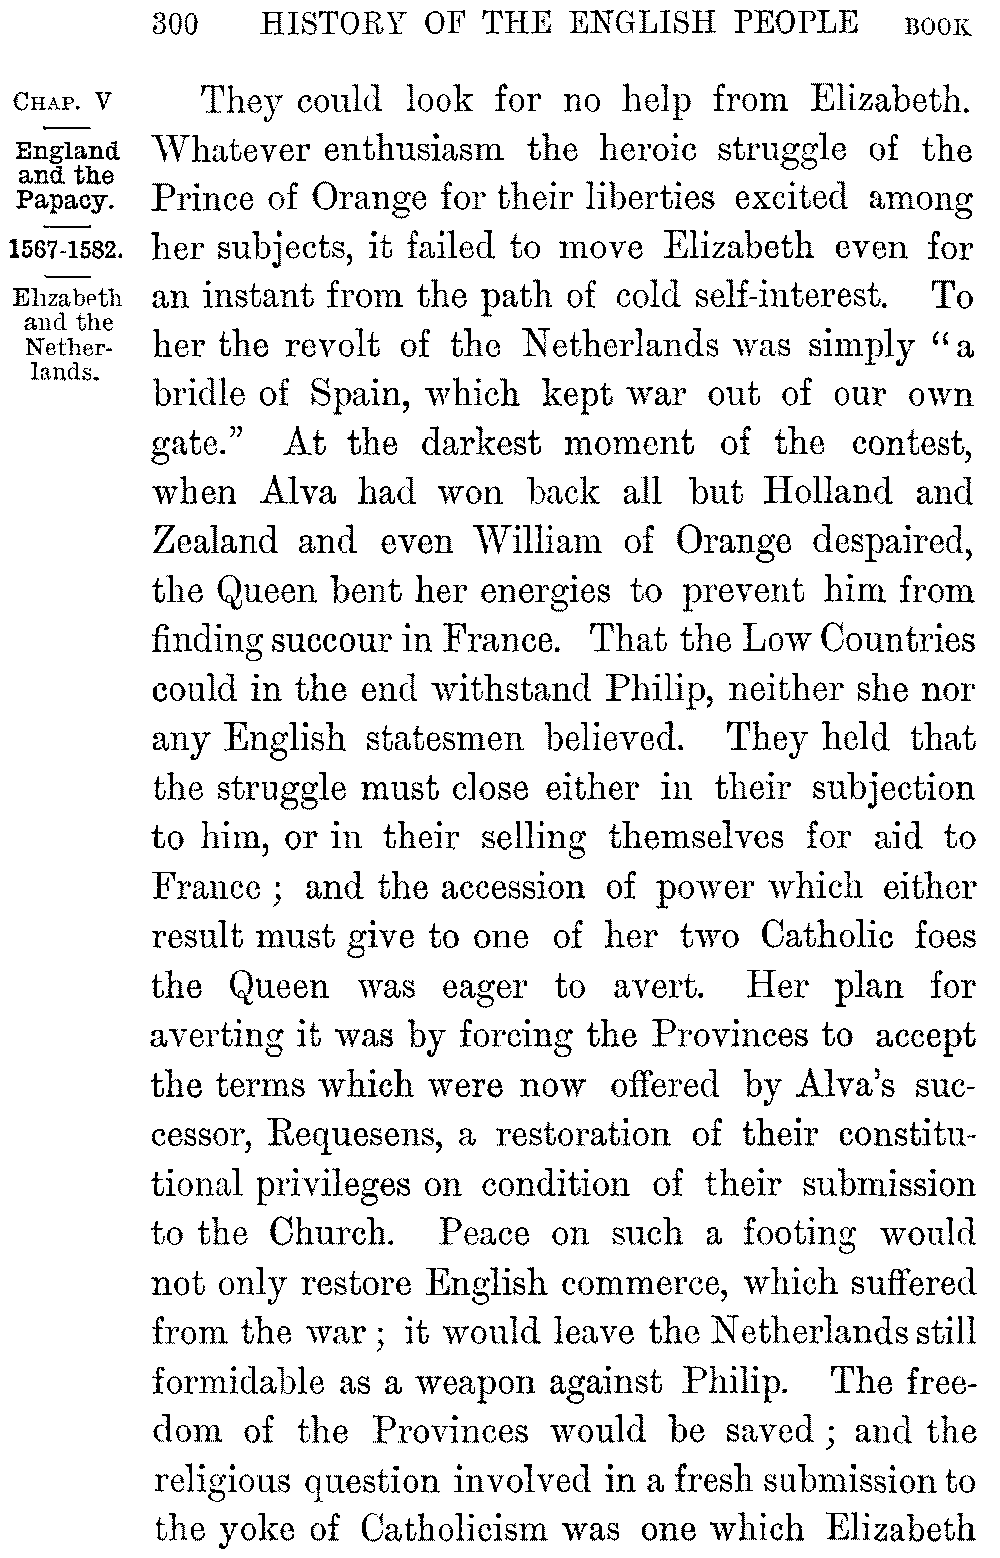 300 HISTORY OF THE ENGLISH PEOPLE BOOK
CHAP. V
England
and the
Papacy.
1567-1582.
Elizabeth
and the
Nether-
lands.
They could look for no help from Elizabeth.
Whatever enthusiasm the heroic struggle of the
Prince of Orange for their liberties excited among
her subjects, it failed to move Elizabeth even for
an instant from the path of cold self-interest. To
her the revolt of the Netherlands was simply “a
bridle of Spain, which kept war out of our own
gate.” At the darkest moment of the contest,
when Alva had won back all but Holland and
Zealand and even William of Orange despaired,
the Queen bent her energies to prevent him from
finding succour in France. That the Low Countries
could in the end withstand Philip, neither she nor
any English statesmen believed. They held that
the struggle must close either in their subjection
to him, or in their selling themselves for aid to
France ; and the accession of power which either
result must give to one of her two Catholic foes
the Queen was eager to avert. Her plan for
averting it was by forcing the Provinces to accept
the terms which were now offered by Alva's suc-
cessor, Requesens, a restoration of their constitu-
tional privileges on condition of their submission
to the Church. Peace on such a footing would
not only restore English commerce, which suffered
from the war ; it would leave the Netherlands still
formidable as a weapon against Philip. The free-
dom of the Provinces would be saved ; and the
religious question involved in a fresh submission to
the yoke of Catholicism was one which Elizabeth